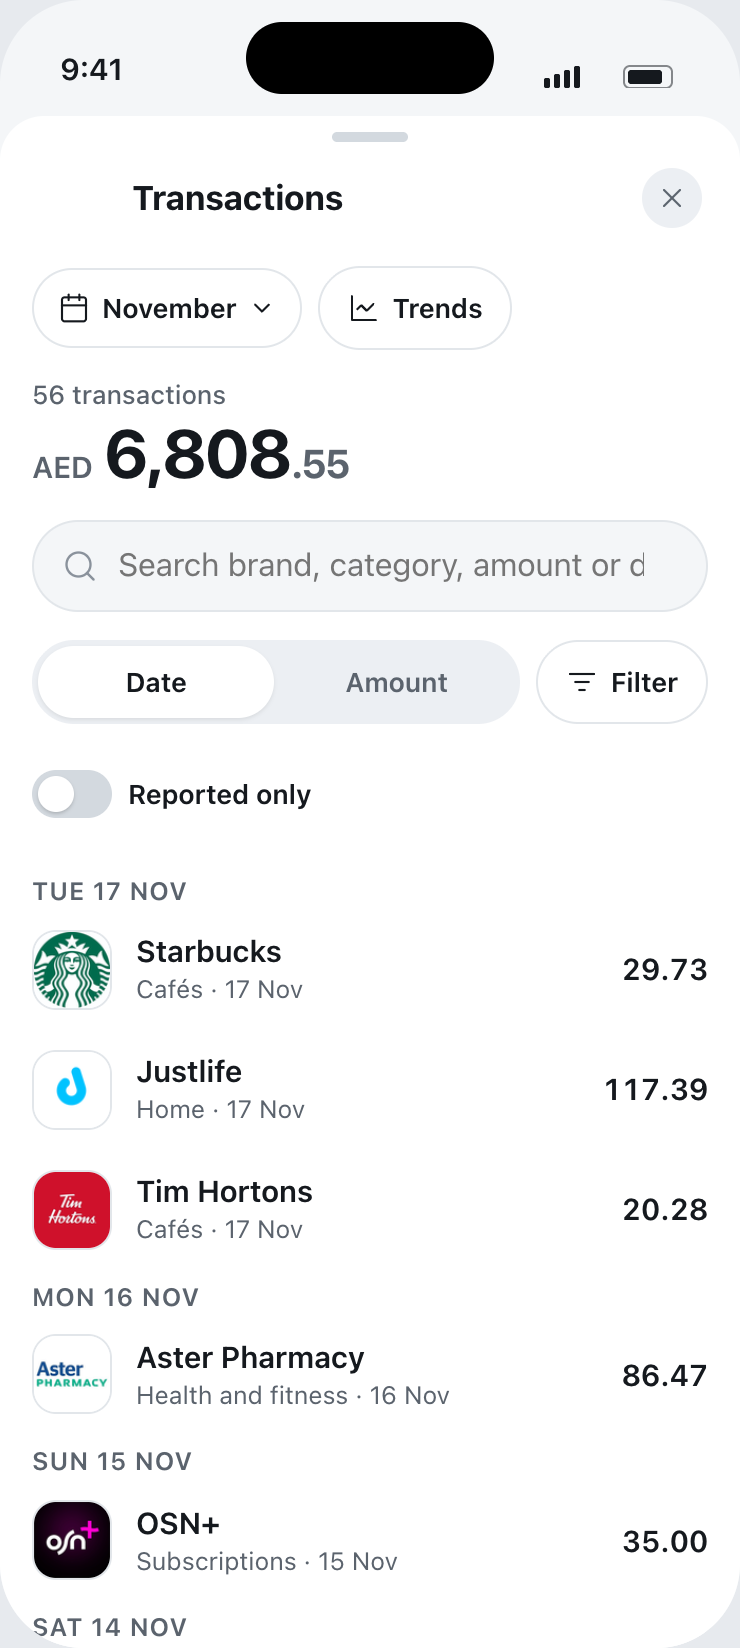 9:41
Transactions
November
Trends
56 transactions
AED 6,808.55
Search brand, category, amount or d
Date
Amount
Filter
Reported only
TUE 17 NOV
Starbucks
29.73
Cafés · 17 Nov
Justlife
117.39
Home · 17 Nov
Tim Hortons
Tim Hortons
20.28
Cafés · 17 Nov
MON 16 NOV
Aster PHARMACY
Aster Pharmacy
86.47
Health and fitness · 16 Nov
SUN 15 NOV
osn+
OSN+
35.00
Subscriptions · 15 Nov
SAT 14 NOV